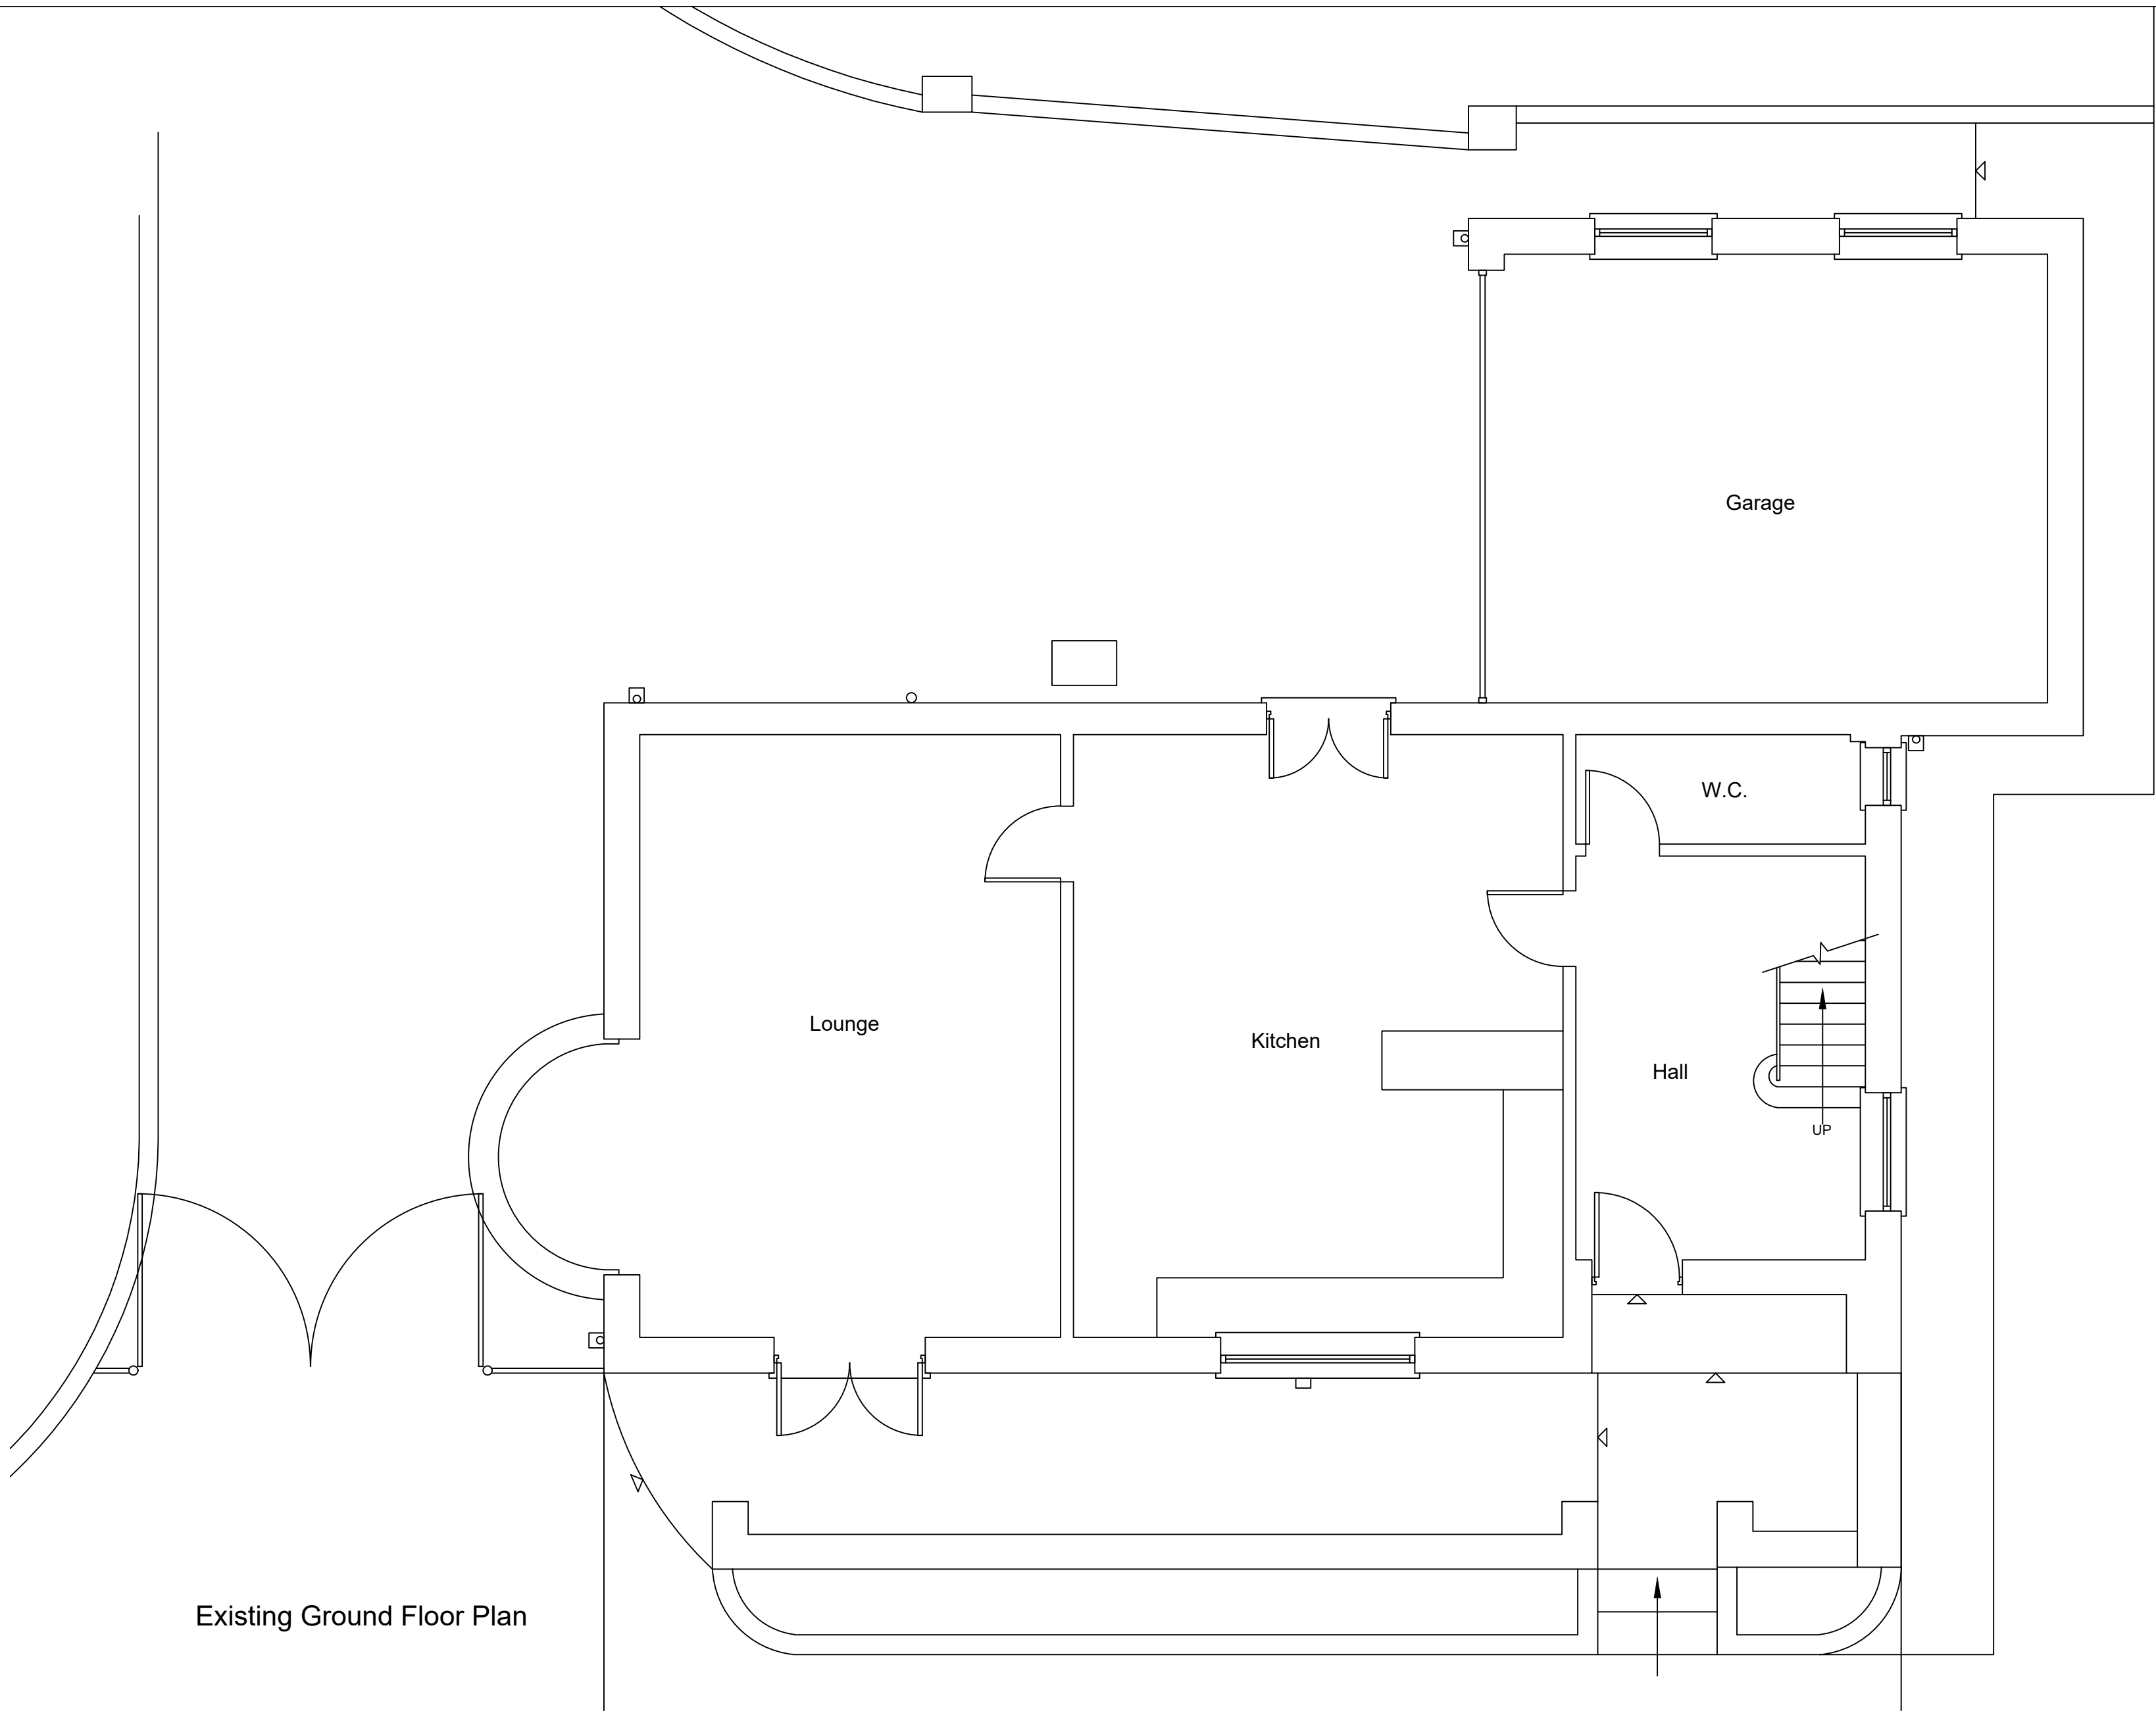 Garage
W.C.
Lounge
Kitchen
Hall
UP
Existing Ground Floor Plan